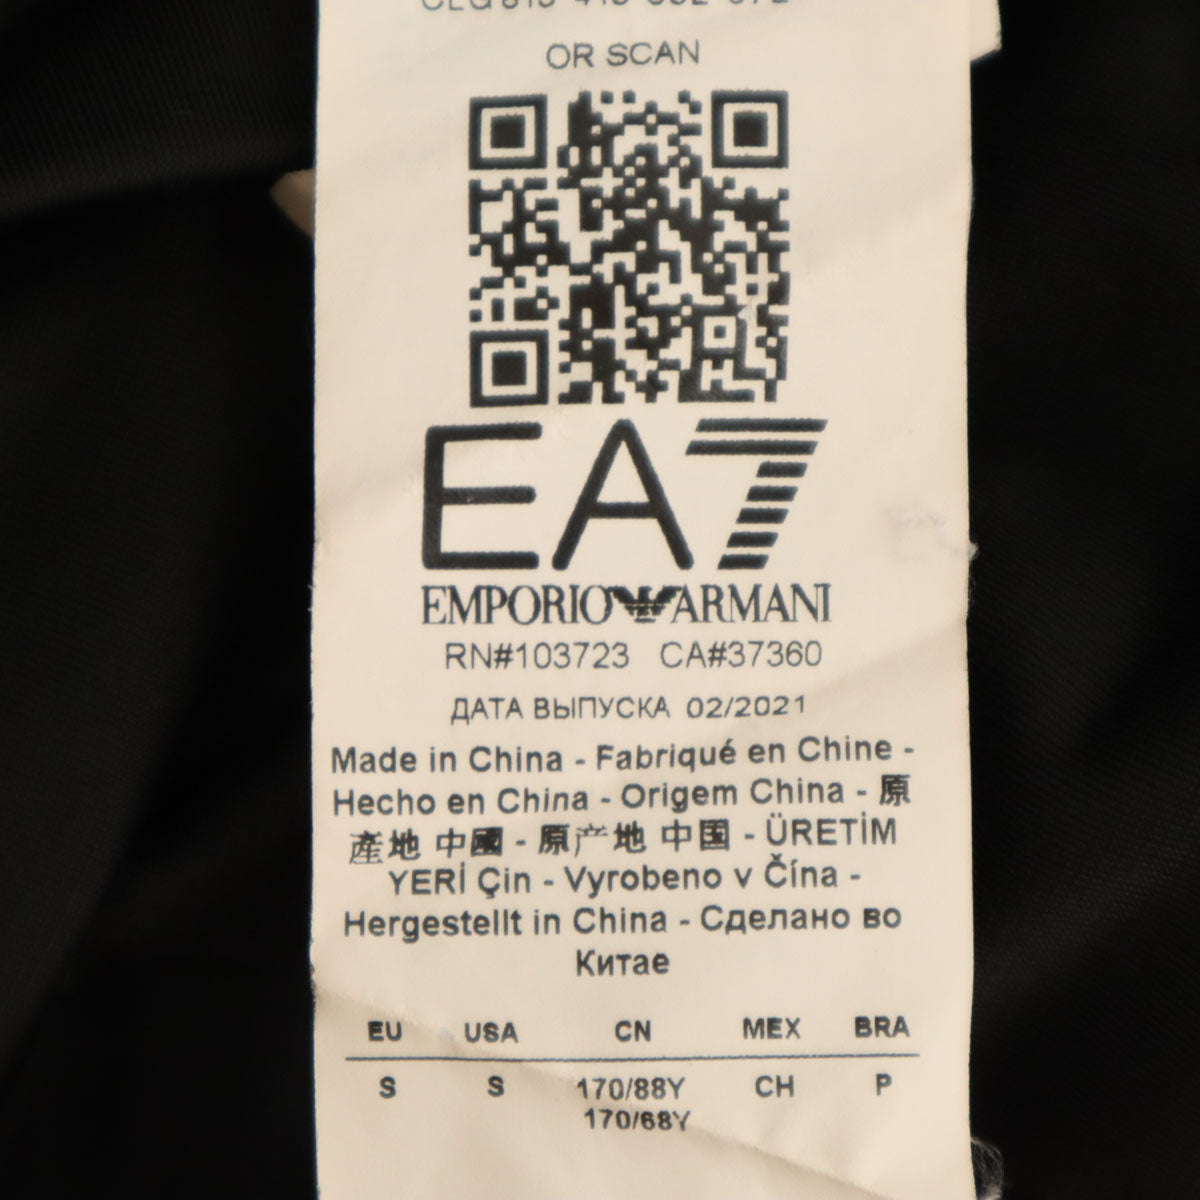 OR SCAN
EA7
EMPORIO ARMANI
RN#103723 CA#37360
ДАТА ВЫПУСКА 02/2021
Made in China - Fabriqué en Chine -
Hecho en China - Origem China - 原
產地 中國 - 原产地 中国 - ÜRETİM
YERİ Çin - Vyrobeno v Čína -
Hergestellt in China - Сделано во
Китае
EU USA CN MEX BRA
S S 170/88Y CH P
170/68Y